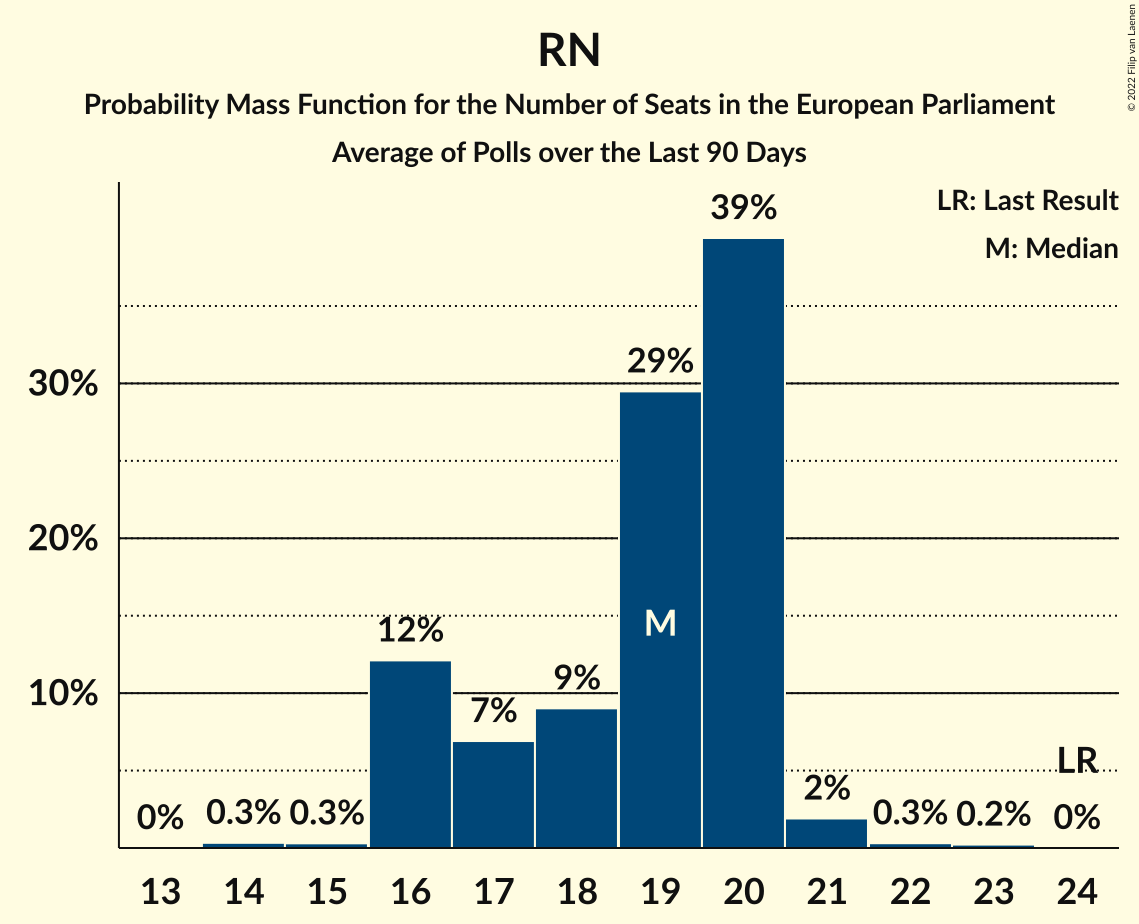 RN
Probability Mass Function for the Number of Seats in the European Parliament
Average of Polls over the Last 90 Days
© 2022 Filip van Laenen
LR: Last Result
M: Median
30%
20%
10%
0%
0.3%
0.3%
12%
7%
9%
29%
M
39%
2%
0.3%
0.2%
LR
0%
13 14 15 16 17 18 19 20 21 22 23 24